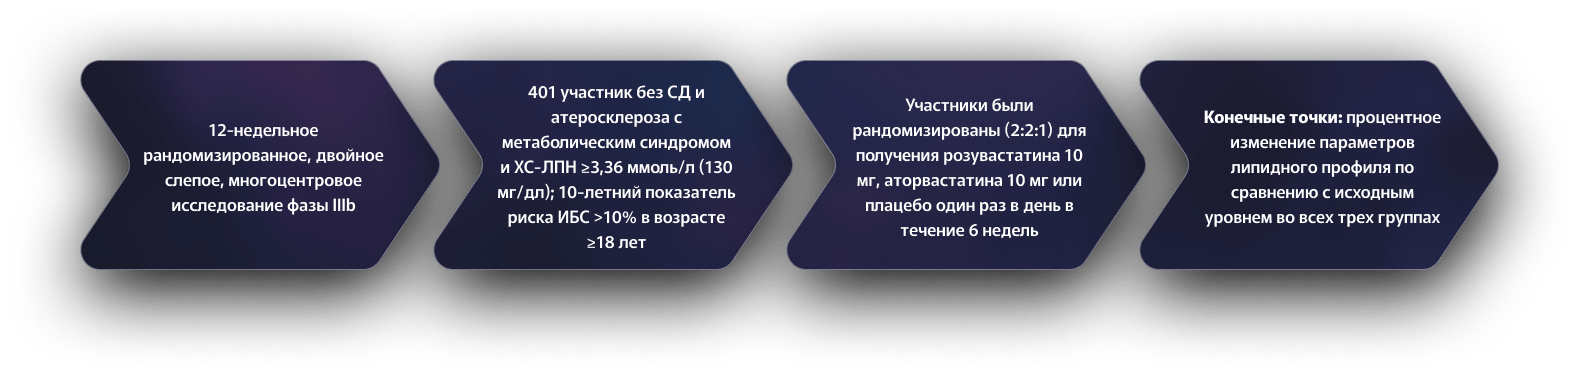 12-недельное
рандомизированное, двойное
слепое, многоцентровое
исследование фазы IIIb
401 участник без СД и
атеросклероза с
метаболическим синдромом
и ХС-ЛПН ≥3,36 ммоль/л (130
мг/дл); 10-летний показатель
риска ИБС >10% в возрасте
≥18 лет
Участники были
рандомизированы (2:2:1) для
получения розувастатина 10
мг, аторвастатина 10 мг или
плацебо один раз в день в
течение 6 недель
Конечные точки: процентное
изменение параметров
липидного профиля по
сравнению с исходным
уровнем во всех трех группах